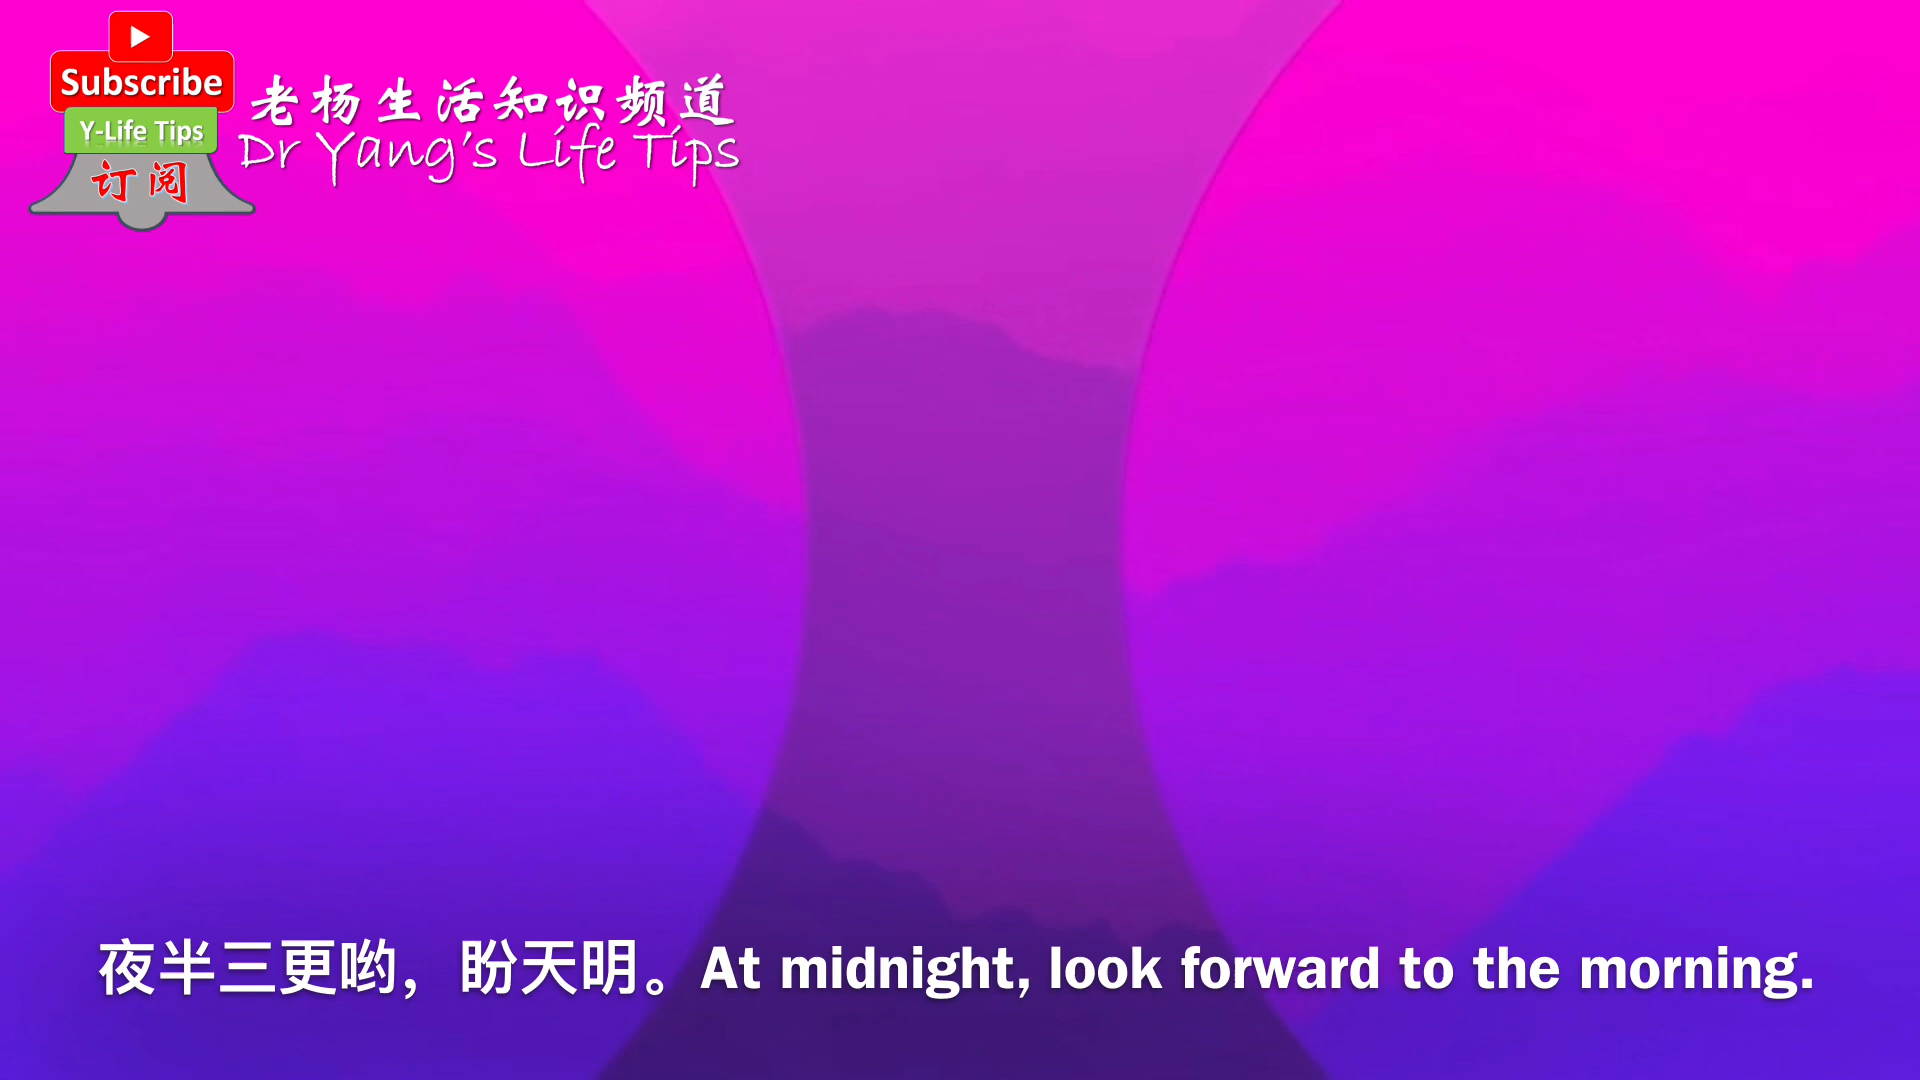 Subscribe
Y-Life Tips
订阅
老杨生活知识频道
Dr Yang's Life Tips
夜半三更哟，盼天明。At midnight, look forward to the morning.